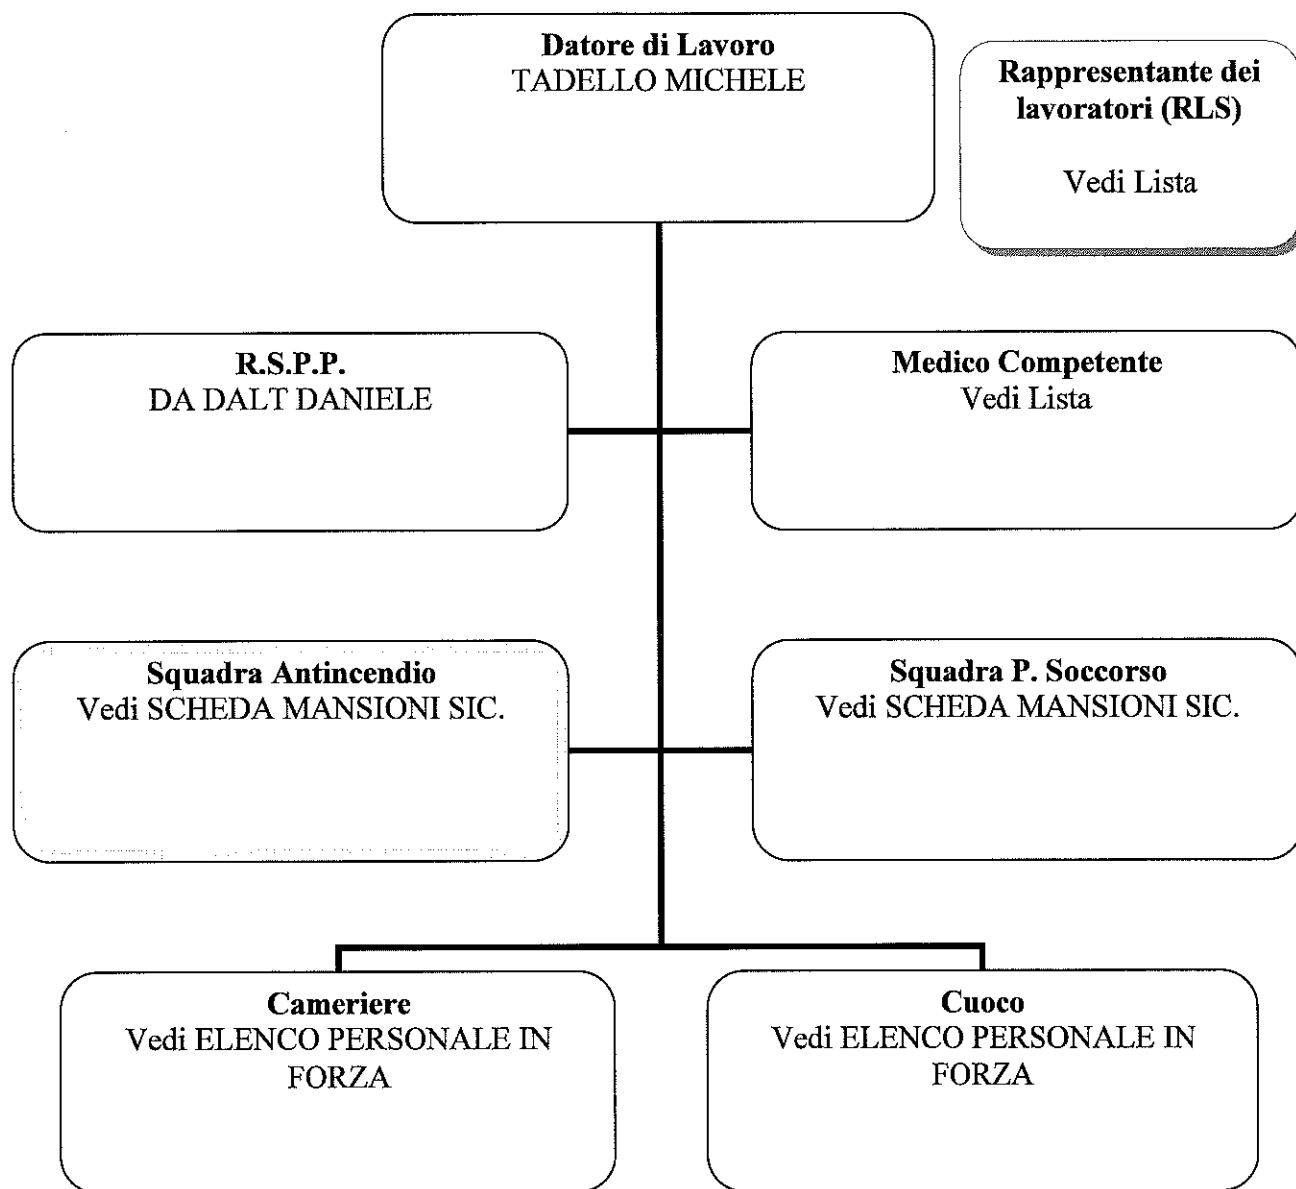 Datore di Lavoro
TADELLO MICHELE
Rappresentante dei
lavoratori (RLS)
Vedi Lista
R.S.P.P.
DA DALT DANIELE
Medico Competente
Vedi Lista
Squadra Antincendio
Vedi SCHEDA MANSIONI SIC.
Squadra P. Soccorso
Vedi SCHEDA MANSIONI SIC.
Cameriere
Vedi ELENCO PERSONALE IN
FORZA
Cuoco
Vedi ELENCO PERSONALE IN
FORZA